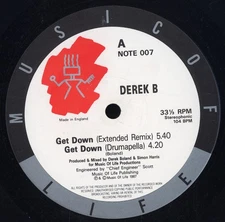 MUSIC OF LIFE
A
NOTE 007
DEREK B
Made in England
33⅓ RPM
Stereophonic
104 BPM
Get Down (Extended Remix) 5.40
Get Down (Drumapella) 4.20
(Boland)
Produced & Mixed by Derek Boland & Simon Harris
for Music Of Life Productions
Engineered by "Chief Engineer" Scott
Music Of Life Publishing
℗ & © Music Of Life 1987